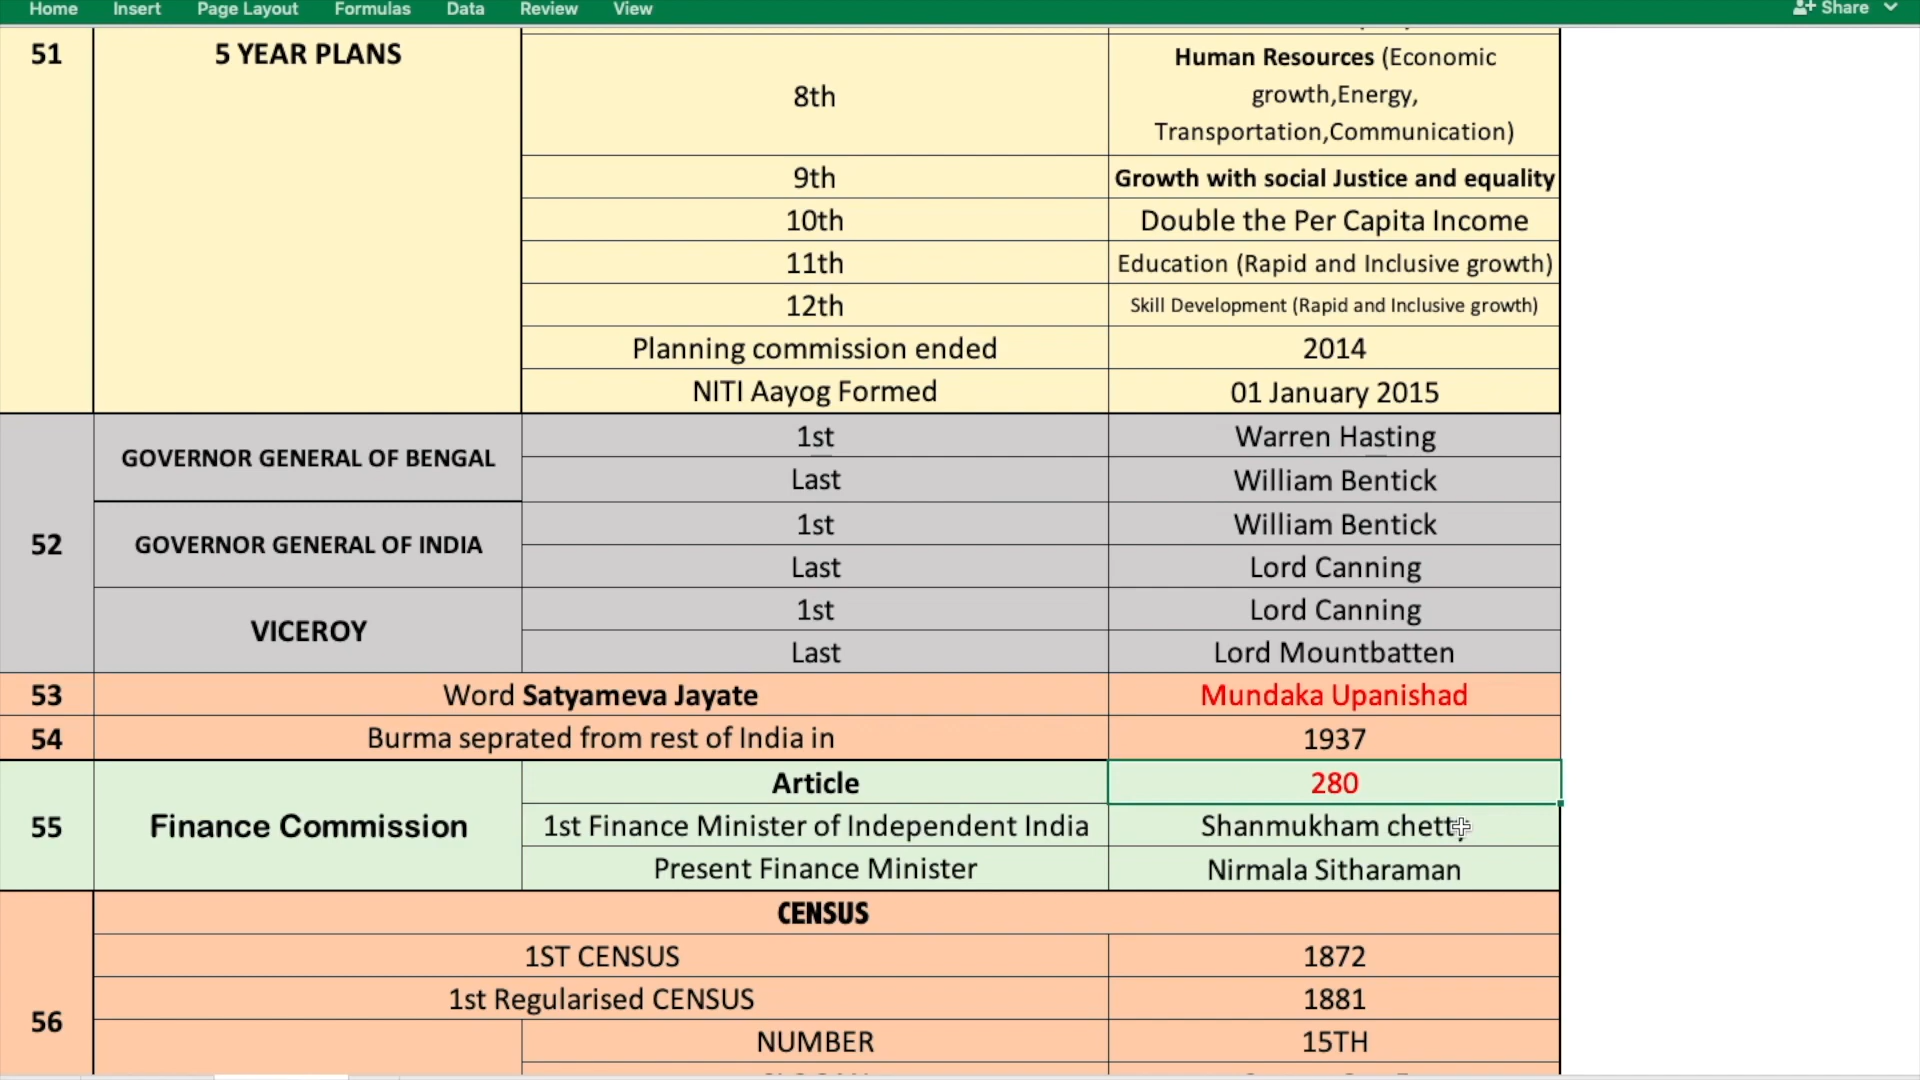 Home Insert Page Layout Formulas Data Review View Share
51 5 YEAR PLANS
8th Human Resources (Economic
growth,Energy,
Transportation,Communication)
9th Growth with social Justice and equality
10th Double the Per Capita Income
11th Education (Rapid and Inclusive growth)
12th Skill Development (Rapid and Inclusive growth)
Planning commission ended 2014
NITI Aayog Formed 01 January 2015
52 GOVERNOR GENERAL OF BENGAL 1st Warren Hasting
Last William Bentick
GOVERNOR GENERAL OF INDIA 1st William Bentick
Last Lord Canning
VICEROY 1st Lord Canning
Last Lord Mountbatten
53 Word Satyameva Jayate Mundaka Upanishad
54 Burma seprated from rest of India in 1937
55 Finance Commission Article 280
1st Finance Minister of Independent India Shanmukham chetty
Present Finance Minister Nirmala Sitharaman
56 CENSUS
1ST CENSUS 1872
1st Regularised CENSUS 1881
NUMBER 15TH